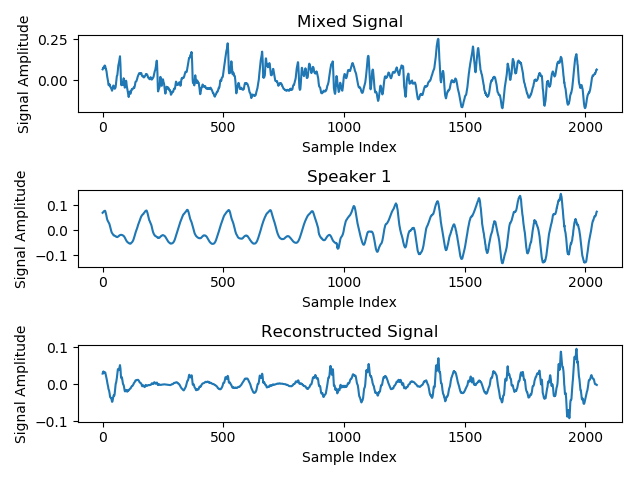 Mixed Signal
0.25
0.00
Signal Amplitude
0 500 1000 1500 2000
Sample Index
Speaker 1
0.1
0.0
−0.1
Signal Amplitude
0 500 1000 1500 2000
Sample Index
Reconstructed Signal
0.1
0.0
−0.1
Signal Amplitude
0 500 1000 1500 2000
Sample Index